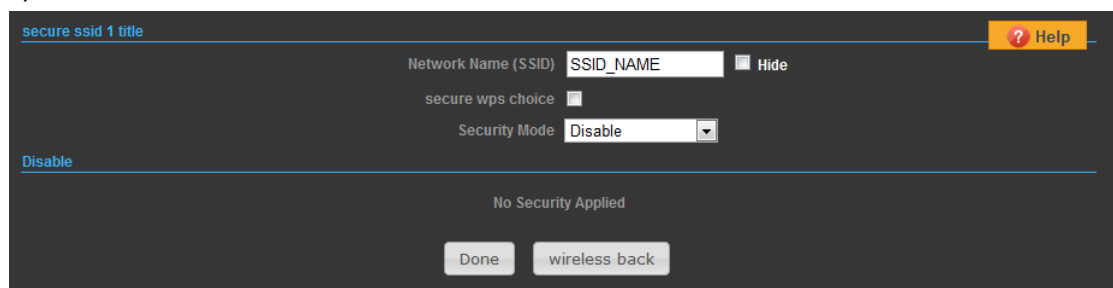 secure ssid 1 title
? Help
Network Name (SSID) SSID_NAME Hide
secure wps choice
Security Mode Disable
Disable
No Security Applied
Done wireless back